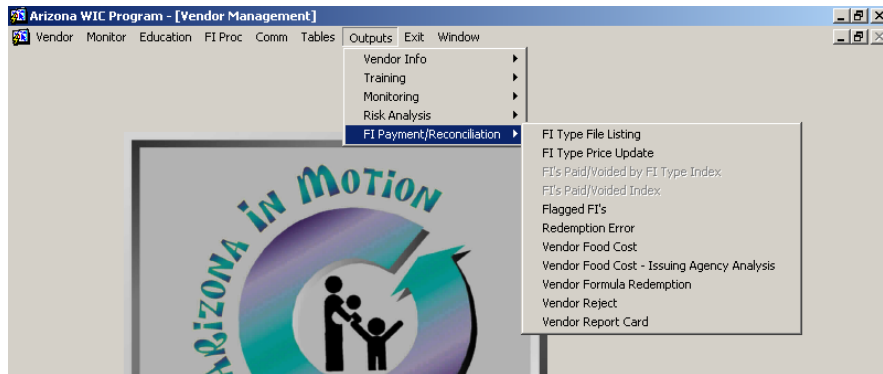 Arizona WIC Program - [Vendor Management]
Vendor Monitor Education FI Proc Comm Tables Outputs Exit Window
Vendor Info
Training
Monitoring
Risk Analysis
FI Payment/Reconciliation
FI Type File Listing
FI Type Price Update
FI's Paid/Voided by FI Type Index
FI's Paid/Voided Index
Flagged FI's
Redemption Error
Vendor Food Cost
Vendor Food Cost - Issuing Agency Analysis
Vendor Formula Redemption
Vendor Reject
Vendor Report Card
ARiZONA iN MOTiON